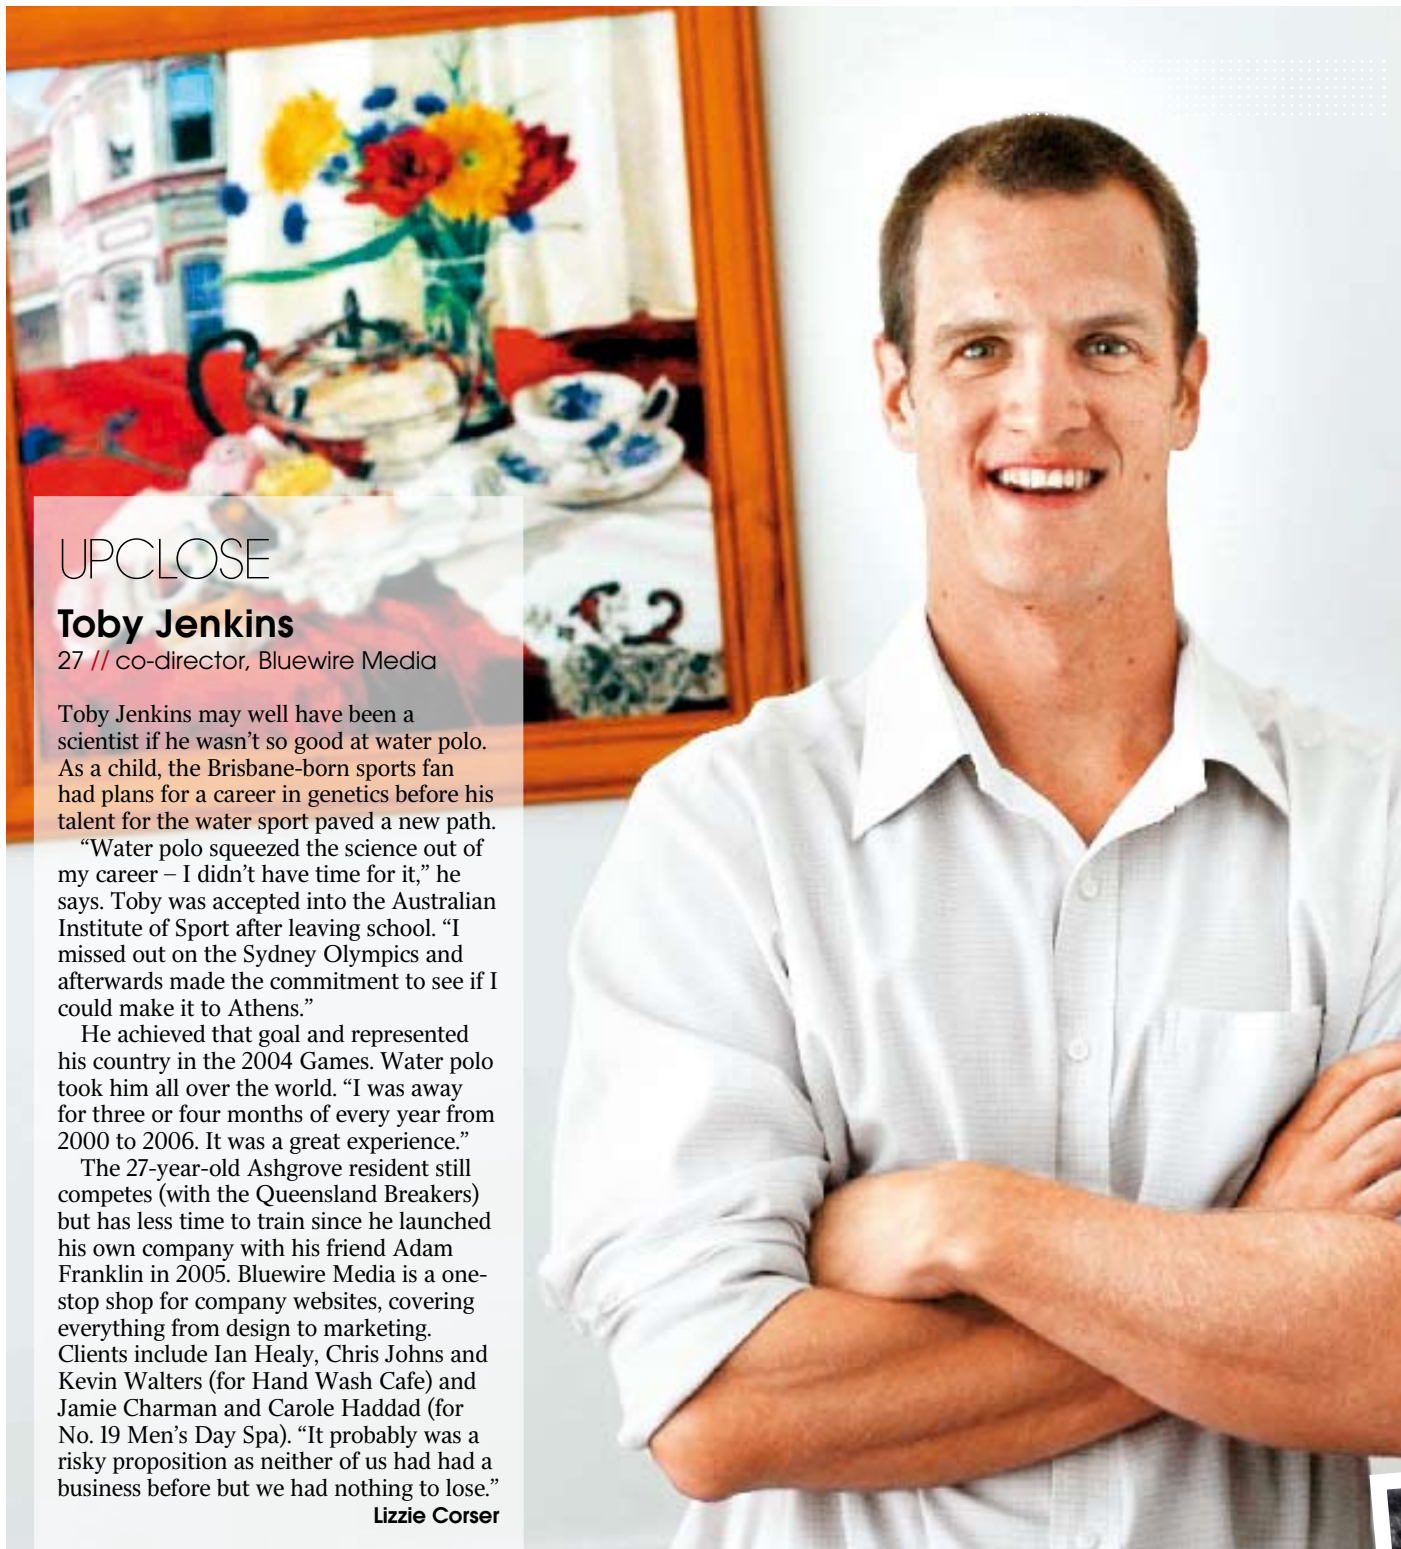 UPCLOSE
Toby Jenkins
27 // co-director, Bluewire Media
Toby Jenkins may well have been a
scientist if he wasn’t so good at water polo.
As a child, the Brisbane-born sports fan
had plans for a career in genetics before his
talent for the water sport paved a new path.
“Water polo squeezed the science out of
my career – I didn’t have time for it,” he
says. Toby was accepted into the Australian
Institute of Sport after leaving school. “I
missed out on the Sydney Olympics and
afterwards made the commitment to see if I
could make it to Athens.”
He achieved that goal and represented
his country in the 2004 Games. Water polo
took him all over the world. “I was away
for three or four months of every year from
2000 to 2006. It was a great experience.”
The 27-year-old Ashgrove resident still
competes (with the Queensland Breakers)
but has less time to train since he launched
his own company with his friend Adam
Franklin in 2005. Bluewire Media is a one-
stop shop for company websites, covering
everything from design to marketing.
Clients include Ian Healy, Chris Johns and
Kevin Walters (for Hand Wash Cafe) and
Jamie Charman and Carole Haddad (for
No. 19 Men’s Day Spa). “It probably was a
risky proposition as neither of us had had a
business before but we had nothing to lose.”
Lizzie Corser